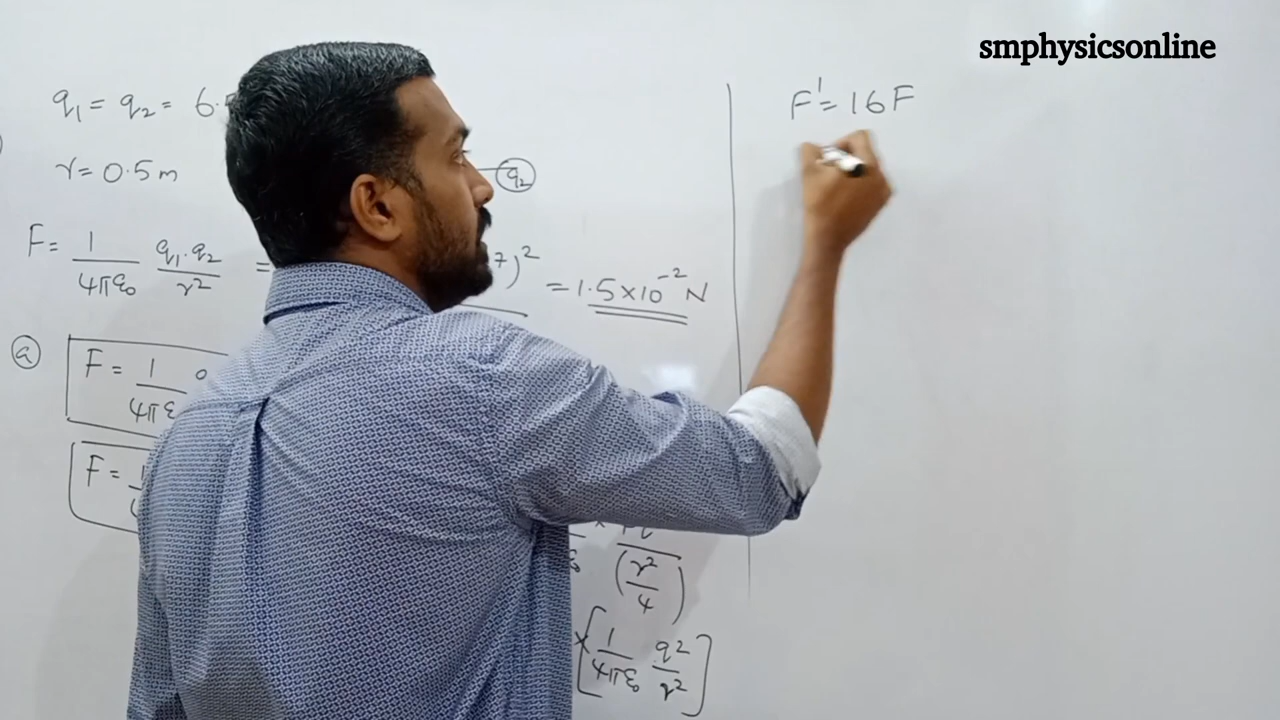 smphysicsonline
q₁ = q₂ = 6.
r = 0.5 m
q₂
F = 1/4πε₀ q₁.q₂/r² =
7)² = 1.5×10⁻² N
(a)
F = 1/4πε
F =
(r²/4)
×[1/4πε₀ q²/r²]
F' = 16F